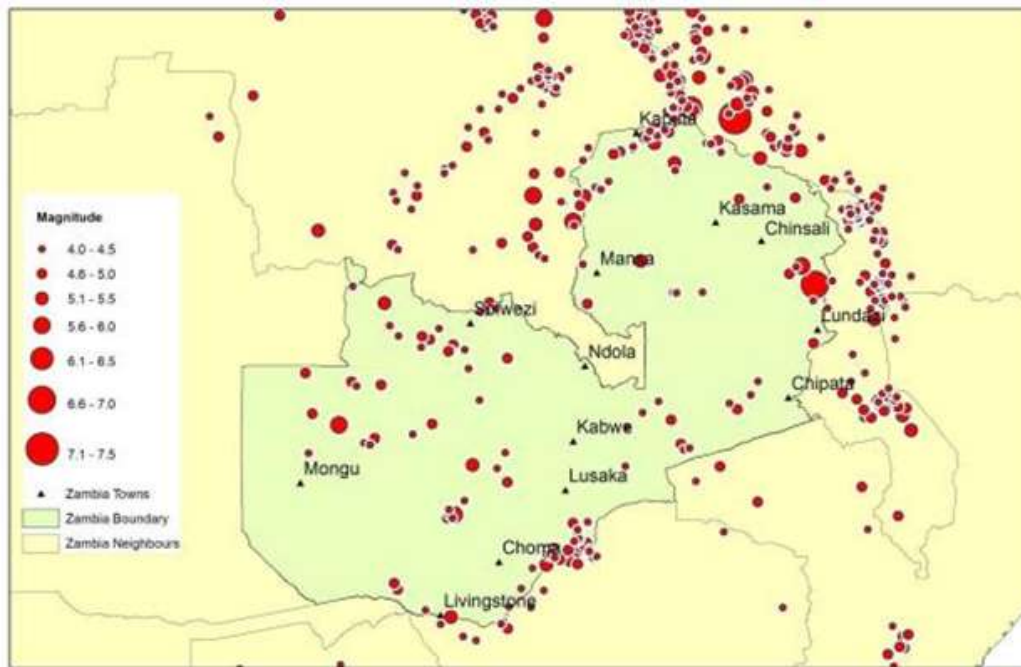 Kaputa
Kasama
Chinsali
Mansa
Magnitude
4.0 - 4.5
4.6 - 5.0
5.1 - 5.5
5.6 - 6.0
6.1 - 6.5
6.6 - 7.0
7.1 - 7.5
Zambia Towns
Zambia Boundary
Zambia Neighbours
Solwezi
Lundazi
Ndola
Chipata
Kabwe
Mongu
Lusaka
Choma
Livingstone